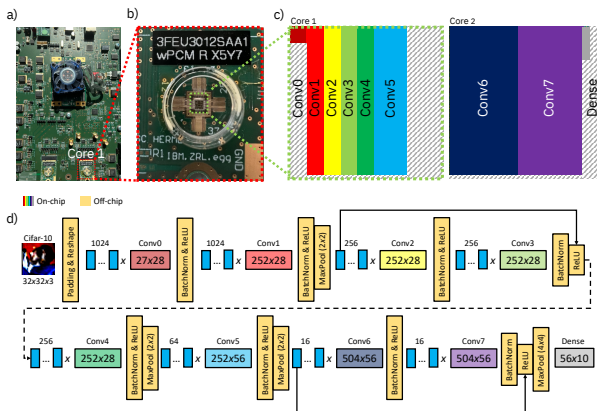 a)
b)
c)
Core 1
3FEU3012SAA1
wPCM R X5Y7
GND
Core 1
Core 2
Conv0
Conv1
Conv2
Conv3
Conv4
Conv5
Conv6
Conv7
Dense
On-chip
Off-chip
d)
Cifar-10
32x32x3
Padding & Reshape
1024
... x
Conv0
27x28
BatchNorm & ReLU
1024
... x
Conv1
252x28
BatchNorm & ReLU
MaxPool (2x2)
256
... x
Conv2
252x28
BatchNorm & ReLU
256
... x
Conv3
252x28
BatchNorm
ReLU
256
... x
Conv4
252x28
BatchNorm & ReLU
MaxPool (2x2)
64
... x
Conv5
252x56
BatchNorm & ReLU
MaxPool (2x2)
16
... x
Conv6
504x56
BatchNorm & ReLU
16
... x
Conv7
504x56
BatchNorm
ReLU
MaxPool (4x4)
Dense
56x10